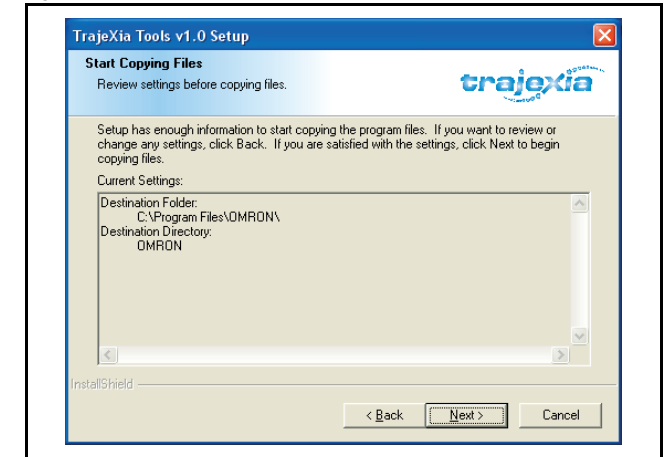 TrajeXia Tools v1.0 Setup
Start Copying Files
Review settings before copying files.
trajexia
Setup has enough information to start copying the program files. If you want to review or
change any settings, click Back. If you are satisfied with the settings, click Next to begin
copying files.
Current Settings:
Destination Folder:
C:\Program Files\OMRON\
Destination Directory:
OMRON
InstallShield
< Back
Next >
Cancel